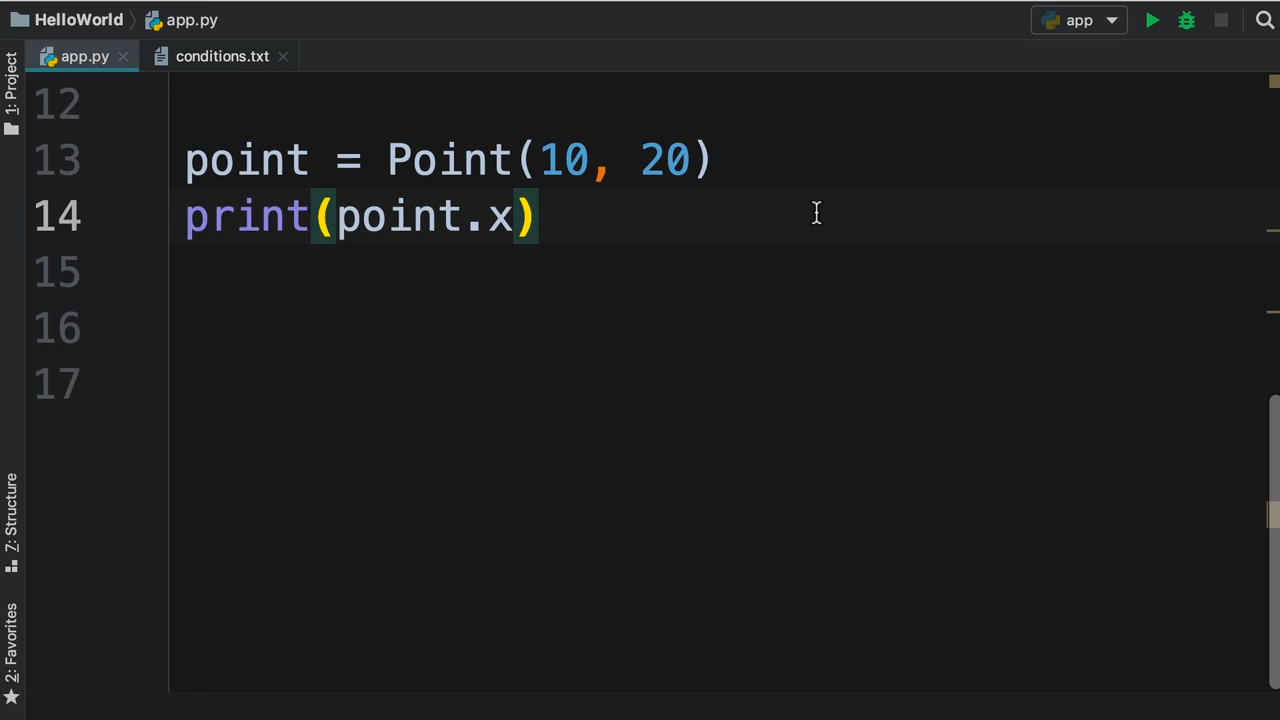 HelloWorld app.py app
app.py conditions.txt
1: Project
12
13 point = Point(10, 20)
14 print(point.x)
15
16
17
7: Structure
2: Favorites